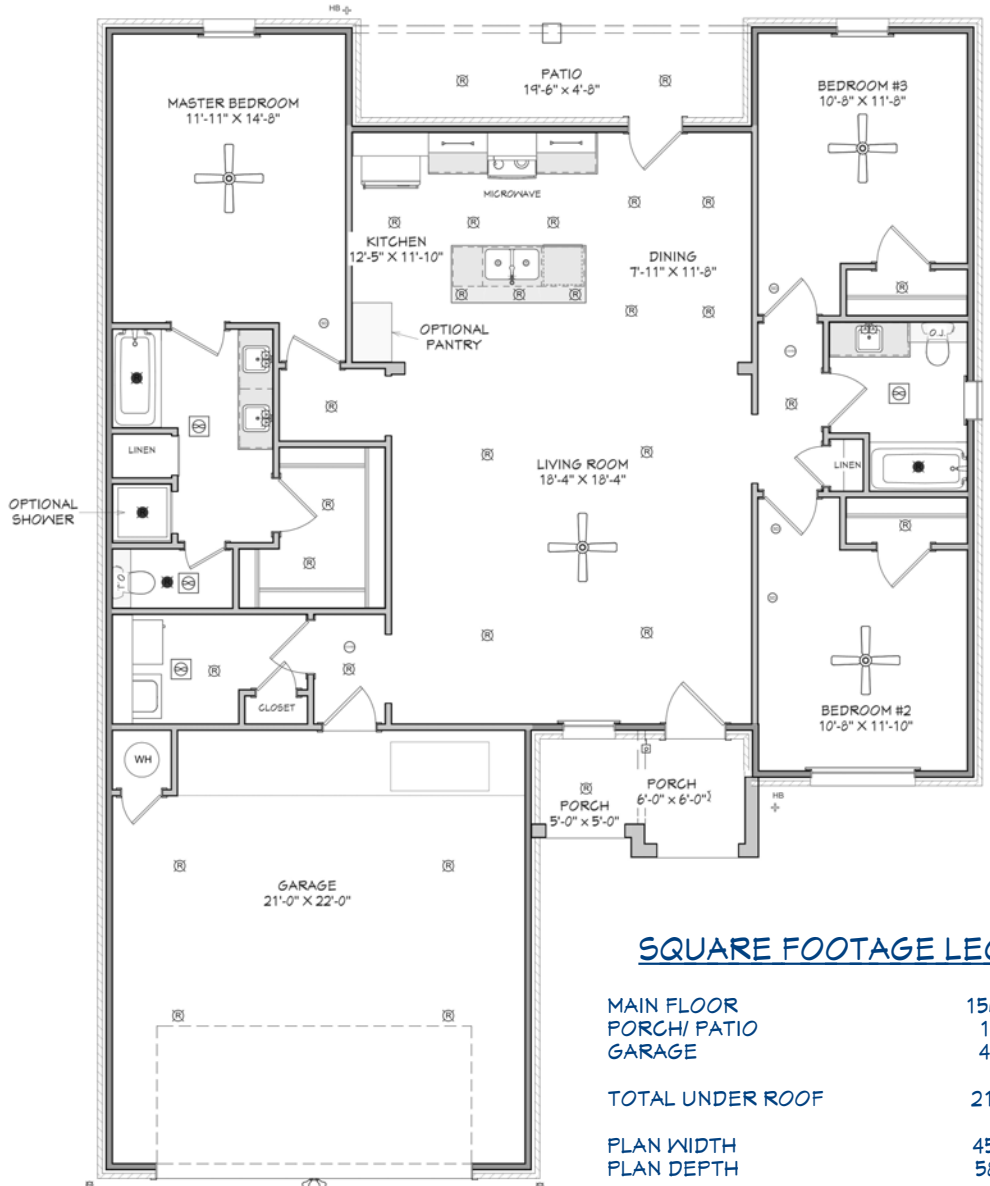 HB
PATIO
19'-6" x 4'-8"
MASTER BEDROOM
11'-11" X 14'-8"
BEDROOM #3
10'-8" X 11'-8"
MICROWAVE
KITCHEN
12'-5" X 11'-10"
DINING
7'-11" X 11'-8"
OPTIONAL
PANTRY
LINEN
LIVING ROOM
18'-4" X 18'-4"
LINEN
OPTIONAL
SHOWER
CLOSET
BEDROOM #2
10'-8" X 11'-10"
WH
PORCH
6'-0" x 6'-0"
PORCH
5'-0" x 5'-0"
HB
GARAGE
21'-0" X 22'-0"
SQUARE FOOTAGE
MAIN FLOOR
PORCH/ PATIO
GARAGE
TOTAL UNDER ROOF
PLAN WIDTH
PLAN DEPTH